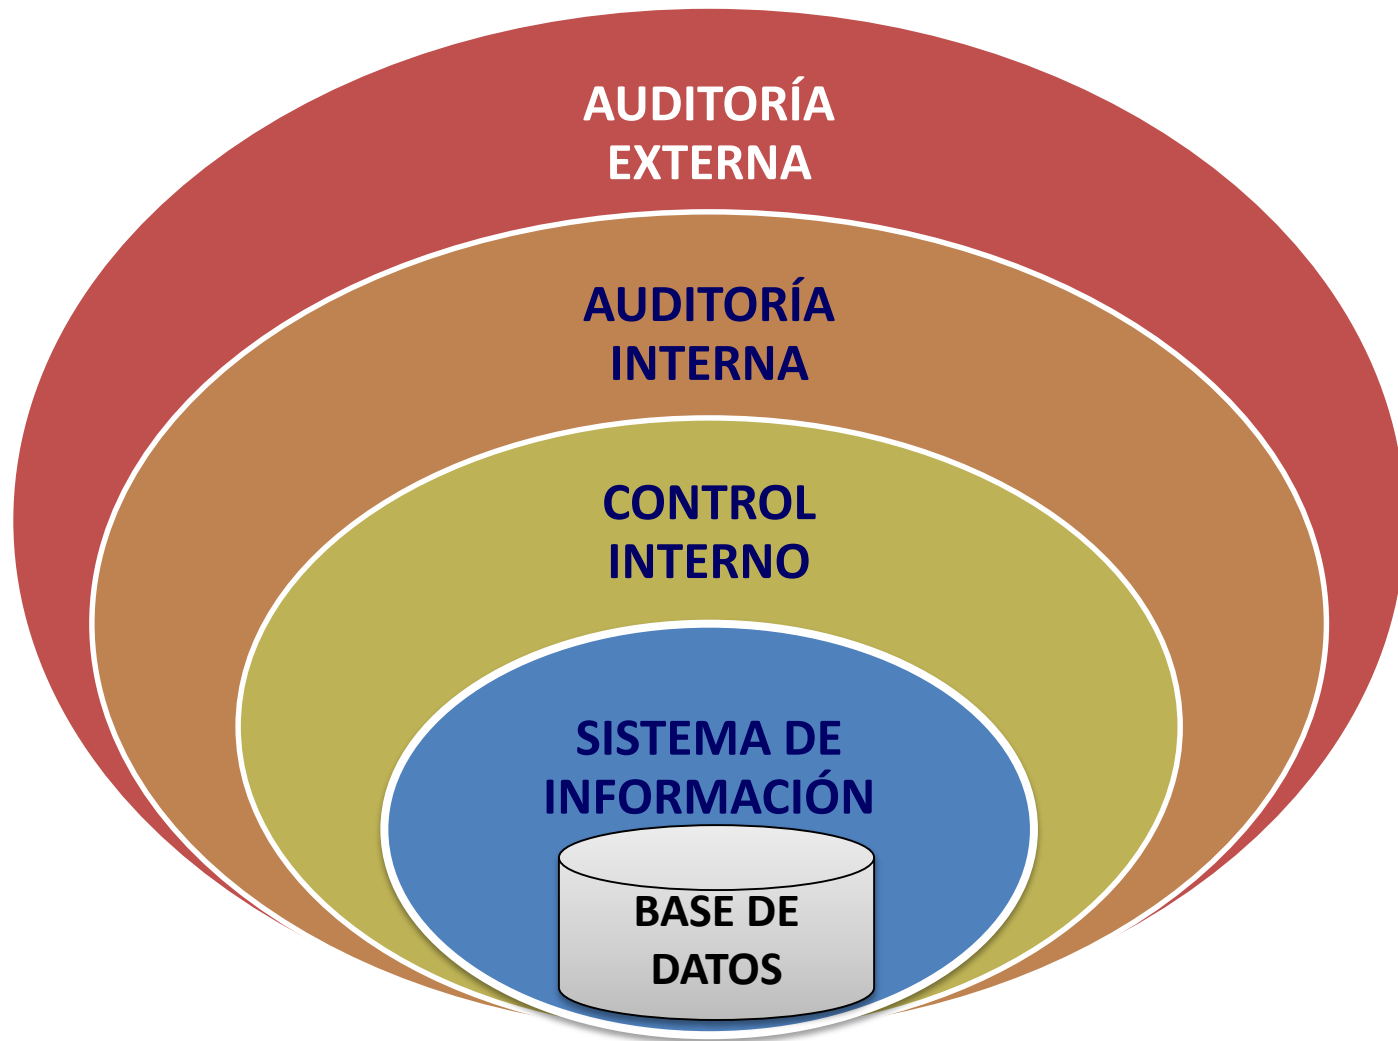 AUDITORÍA
EXTERNA
AUDITORÍA
INTERNA
CONTROL
INTERNO
SISTEMA DE
INFORMACIÓN
BASE DE
DATOS